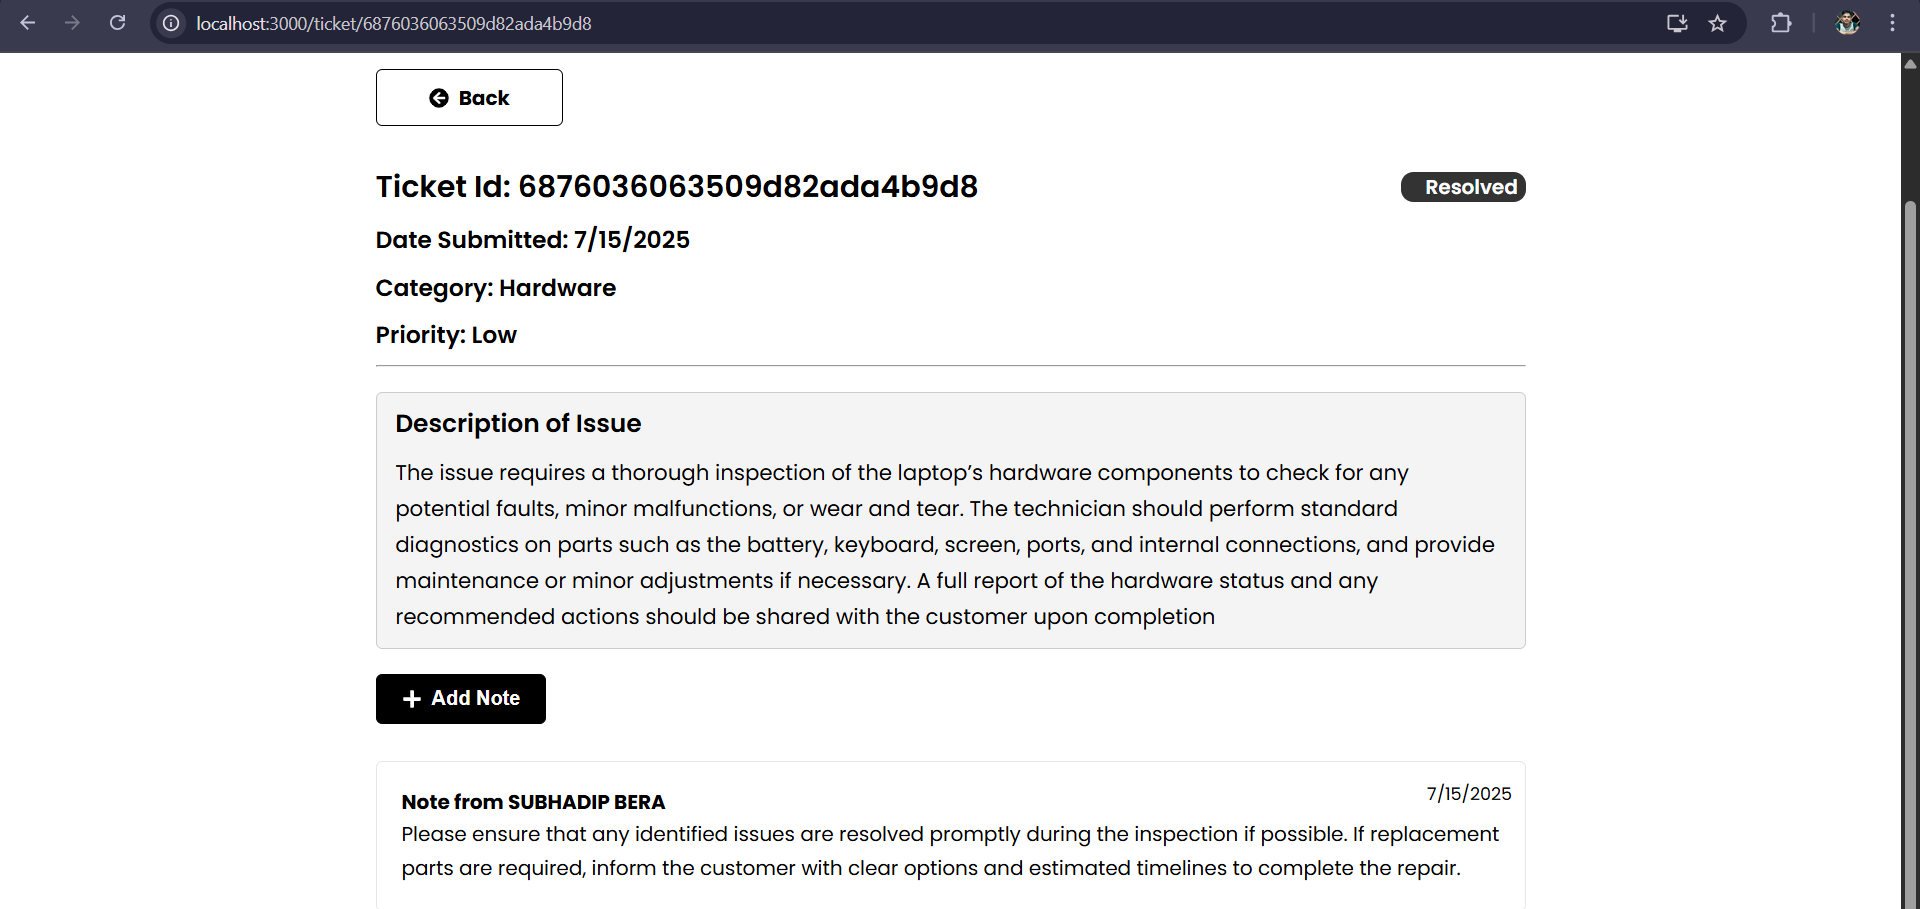 localhost:3000/ticket/6876036063509d82ada4b9d8
Back
Ticket Id: 6876036063509d82ada4b9d8
Resolved
Date Submitted: 7/15/2025
Category: Hardware
Priority: Low
Description of Issue
The issue requires a thorough inspection of the laptop’s hardware components to check for any
potential faults, minor malfunctions, or wear and tear. The technician should perform standard
diagnostics on parts such as the battery, keyboard, screen, ports, and internal connections, and provide
maintenance or minor adjustments if necessary. A full report of the hardware status and any
recommended actions should be shared with the customer upon completion
Add Note
Note from SUBHADIP BERA
7/15/2025
Please ensure that any identified issues are resolved promptly during the inspection if possible. If replacement
parts are required, inform the customer with clear options and estimated timelines to complete the repair.